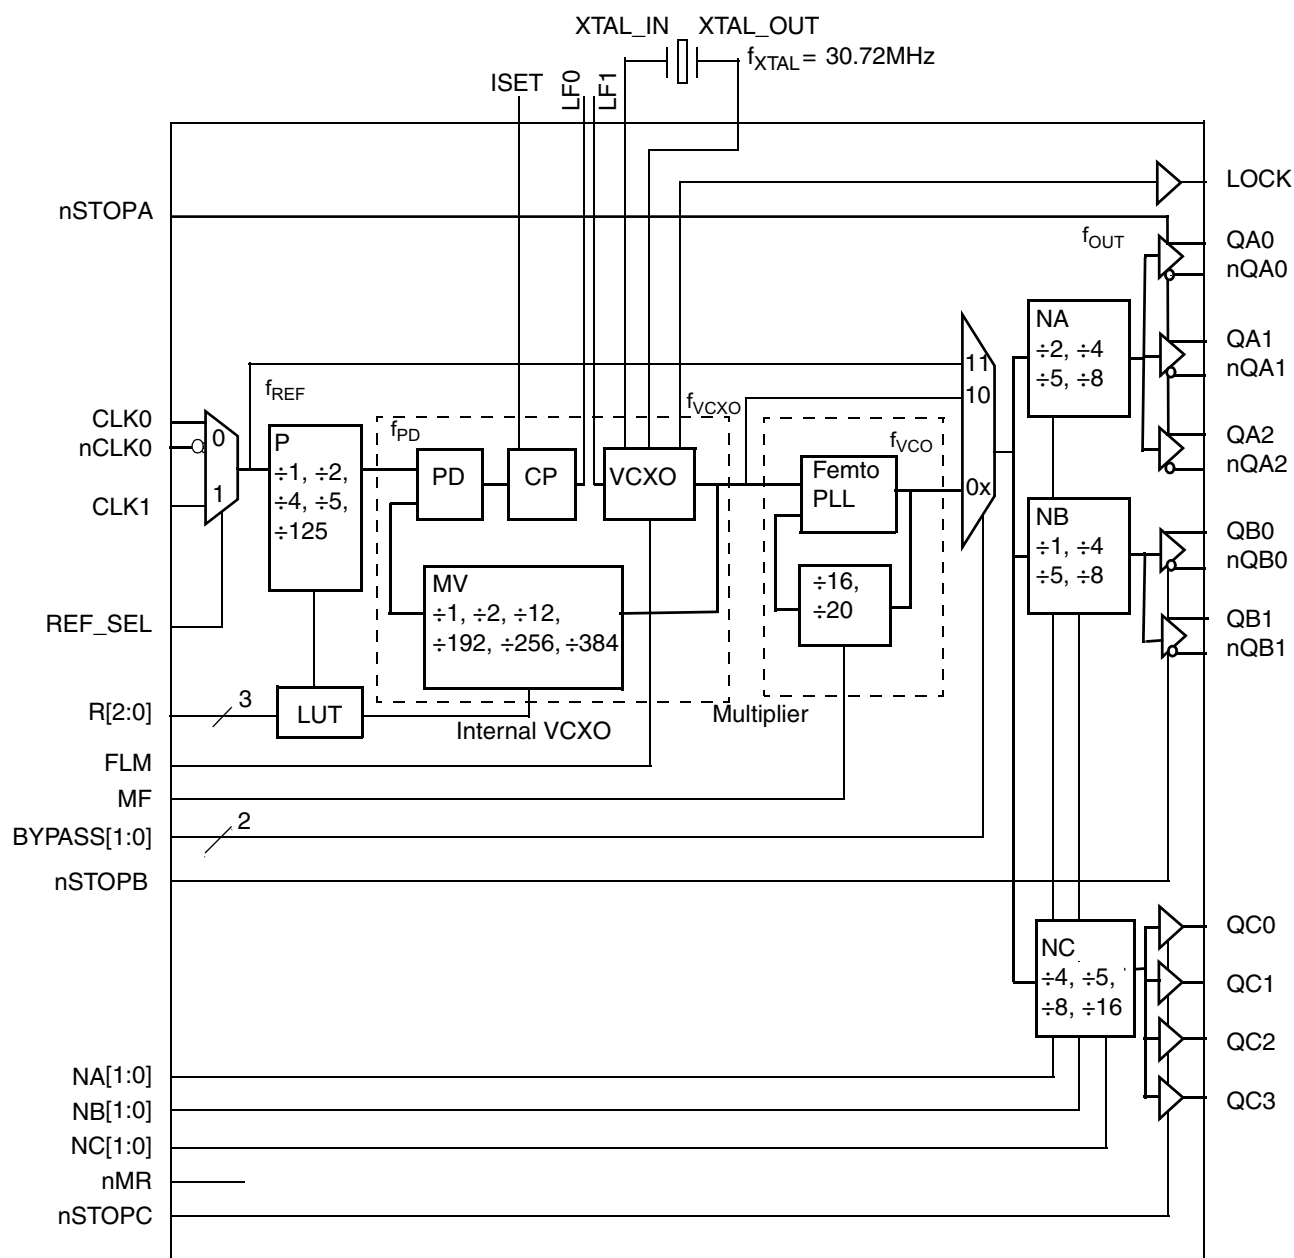 XTAL_IN XTAL_OUT
fXTAL = 30.72MHz
ISET
LF0
LF1
LOCK
nSTOPA
fOUT
QA0
nQA0
NA
÷2, ÷4
÷5, ÷8
QA1
nQA1
11
10
0x
fREF
fVCXO
CLK0
nCLK0
CLK1
0
1
P
÷1, ÷2,
÷4, ÷5,
÷125
fPD
PD
CP
VCXO
fVCO
Femto
PLL
QA2
nQA2
NB
÷1, ÷4
÷5, ÷8
QB0
nQB0
MV
÷1, ÷2, ÷12,
÷192, ÷256, ÷384
÷16,
÷20
QB1
nQB1
REF_SEL
R[2:0]
3
LUT
Internal VCXO
Multiplier
FLM
MF
BYPASS[1:0]
2
nSTOPB
NC
÷4, ÷5,
÷8, ÷16
QC0
QC1
QC2
QC3
NA[1:0]
NB[1:0]
NC[1:0]
nMR
nSTOPC